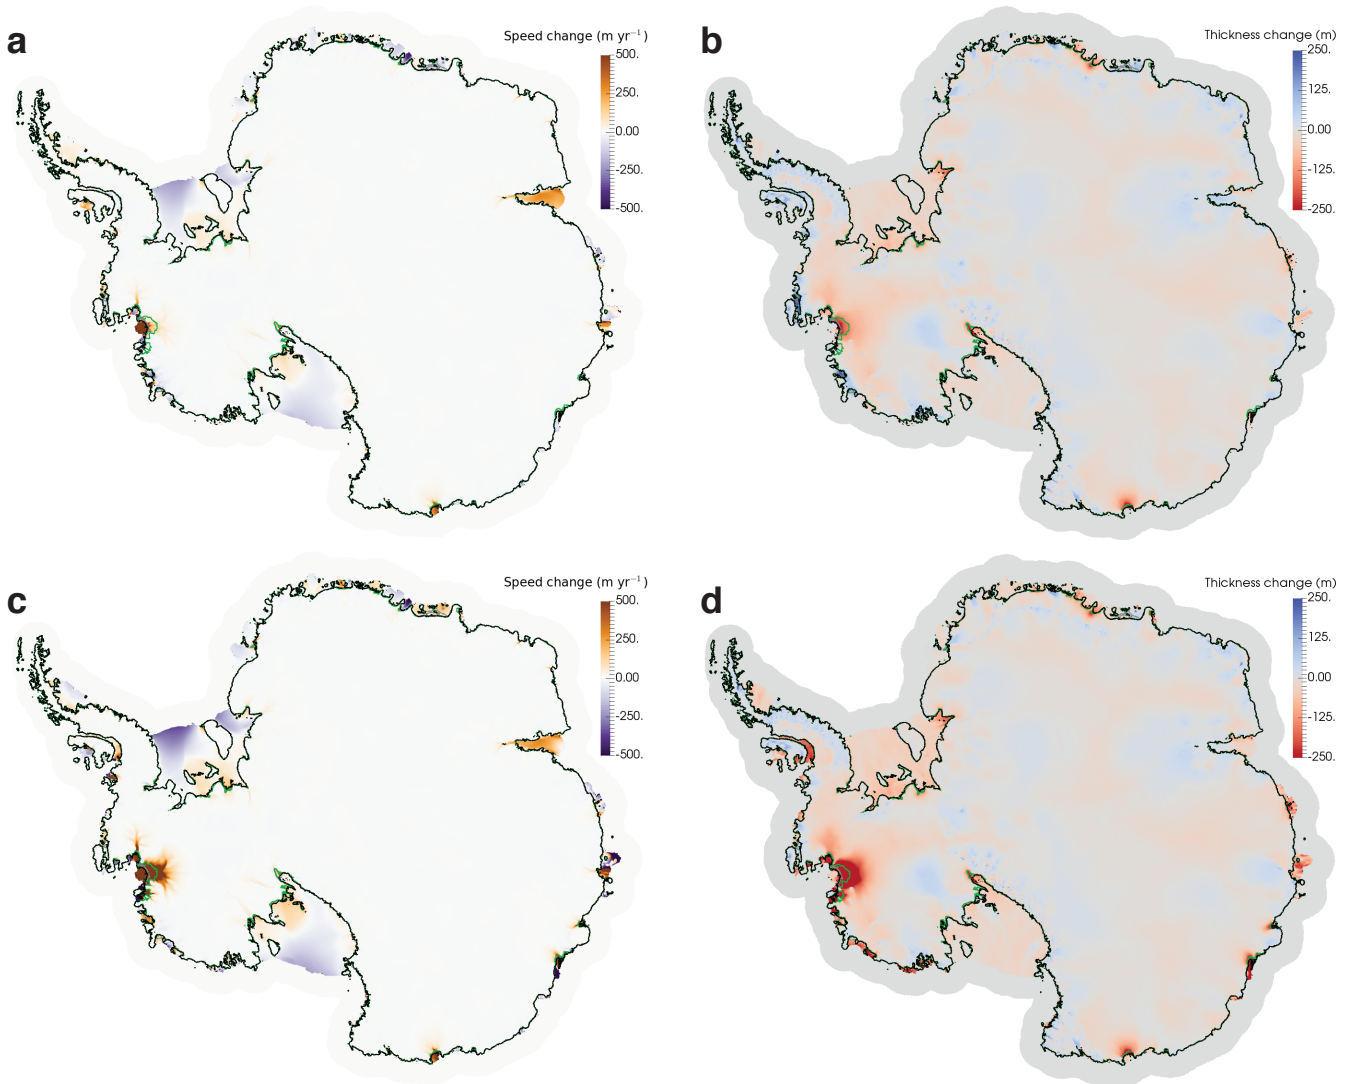 a
Speed change (m yr⁻¹)
500.
250.
0.00
-250.
-500.
b
Thickness change (m)
250.
125.
0.00
-125.
-250.
c
Speed change (m yr⁻¹)
500.
250.
0.00
-250.
-500.
d
Thickness change (m)
250.
125.
0.00
-125.
-250.